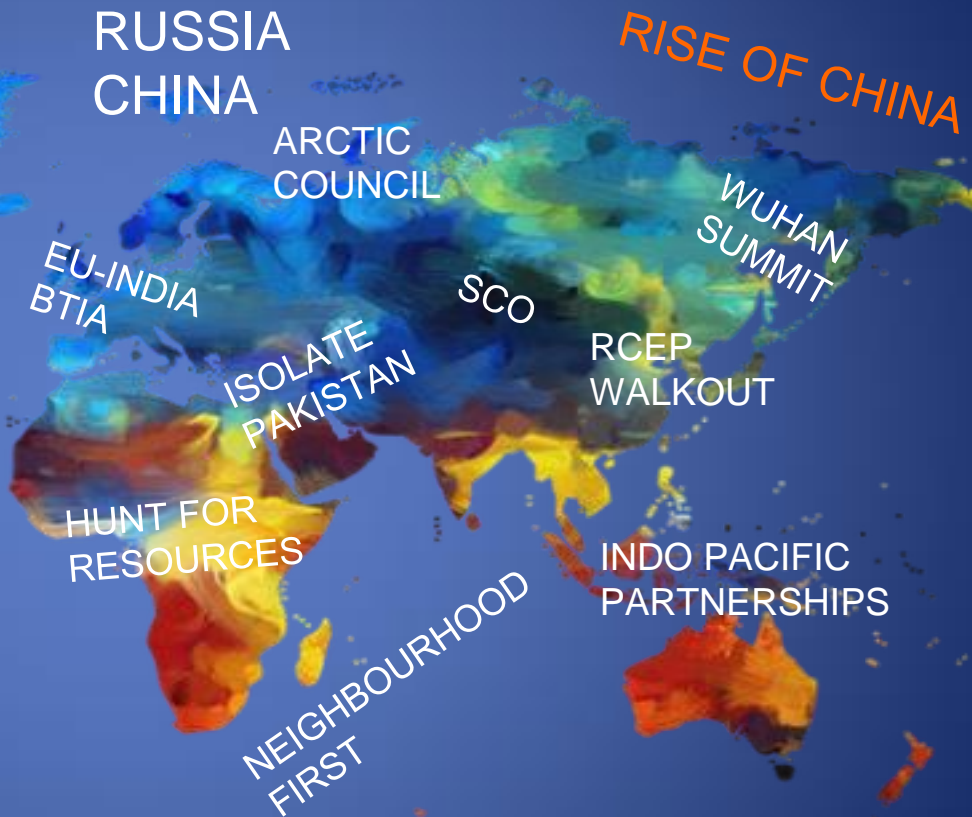 RUSSIA
CHINA
RISE OF CHINA
ARCTIC
COUNCIL
WUHAN
SUMMIT
EU-INDIA
BTIA
SCO
ISOLATE
PAKISTAN
RCEP
WALKOUT
HUNT FOR
RESOURCES
INDO PACIFIC
PARTNERSHIPS
NEIGHBOURHOOD
FIRST